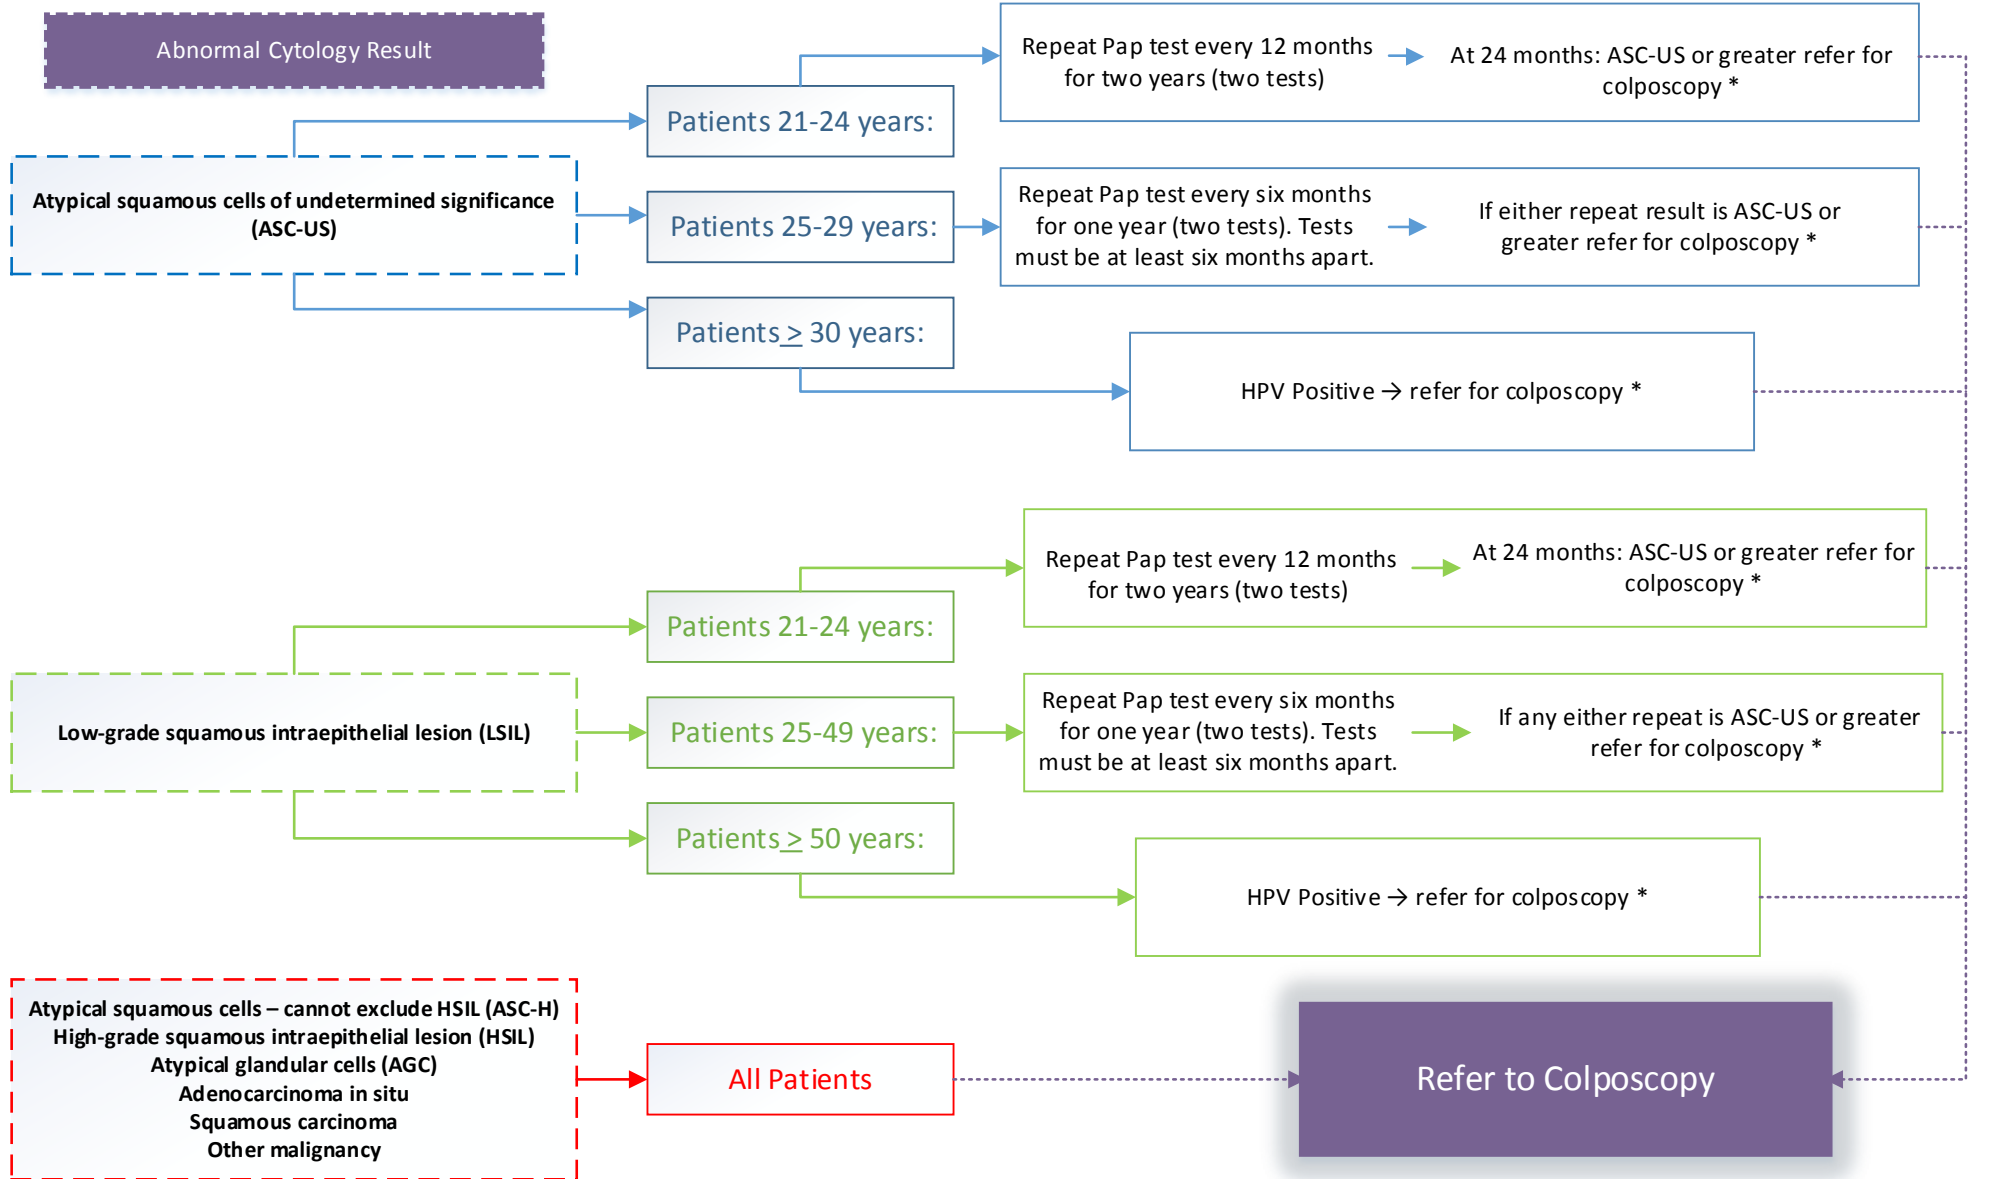 Abnormal Cytology Result
Atypical squamous cells of undetermined significance
(ASC-US)
Patients 21-24 years:
Repeat Pap test every 12 months
for two years (two tests)
At 24 months: ASC-US or greater refer for
colposcopy *
Patients 25-29 years:
Repeat Pap test every six months
for one year (two tests). Tests
must be at least six months apart.
If either repeat result is ASC-US or
greater refer for colposcopy *
Patients > 30 years:
HPV Positive → refer for colposcopy *
Low-grade squamous intraepithelial lesion (LSIL)
Patients 21-24 years:
Repeat Pap test every 12 months
for two years (two tests)
At 24 months: ASC-US or greater refer for
colposcopy *
Patients 25-49 years:
Repeat Pap test every six months
for one year (two tests). Tests
must be at least six months apart.
If any either repeat is ASC-US or greater
refer for colposcopy *
Patients > 50 years:
HPV Positive → refer for colposcopy *
Atypical squamous cells – cannot exclude HSIL (ASC-H)
High-grade squamous intraepithelial lesion (HSIL)
Atypical glandular cells (AGC)
Adenocarcinoma in situ
Squamous carcinoma
Other malignancy
All Patients
Refer to Colposcopy